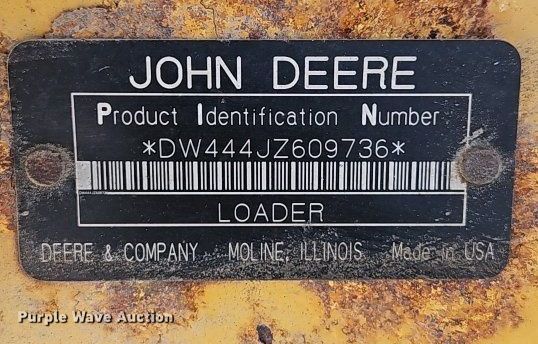 JOHN DEERE
Product Identification Number
*DW444JZ609736*
LOADER
DEERE & COMPANY MOLINE, ILLINOIS Made in USA
Purple Wave Auction